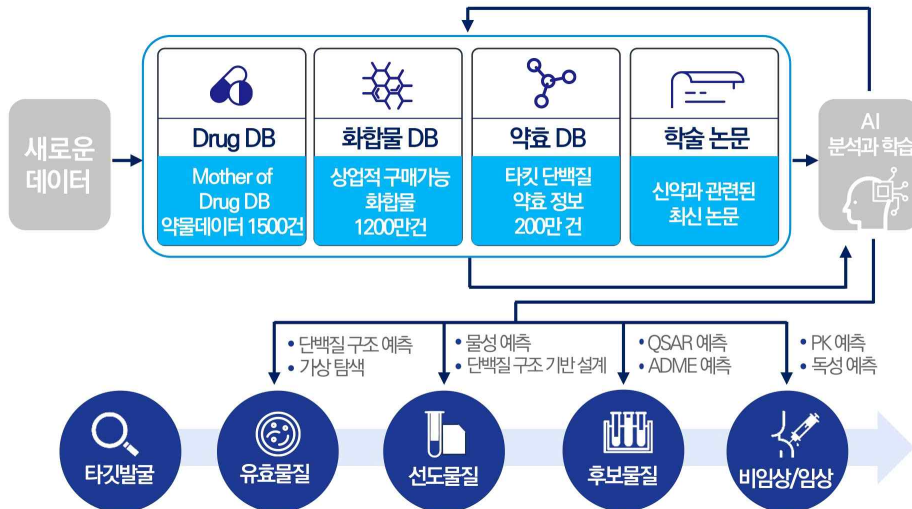 새로운
데이터
Drug DB
Mother of
Drug DB
약물데이터 1500건
화합물 DB
상업적 구매가능
화합물
1200만건
약효 DB
타킷 단백질
약효 정보
200만 건
학술 논문
신약과 관련된
최신 논문
AI
분석과 학습
• 단백질 구조 예측
• 가상 탐색
• 물성 예측
• 단백질 구조 기반 설계
• QSAR 예측
• ADME 예측
• PK 예측
• 독성 예측
타깃발굴
유효물질
선도물질
후보물질
비임상/임상